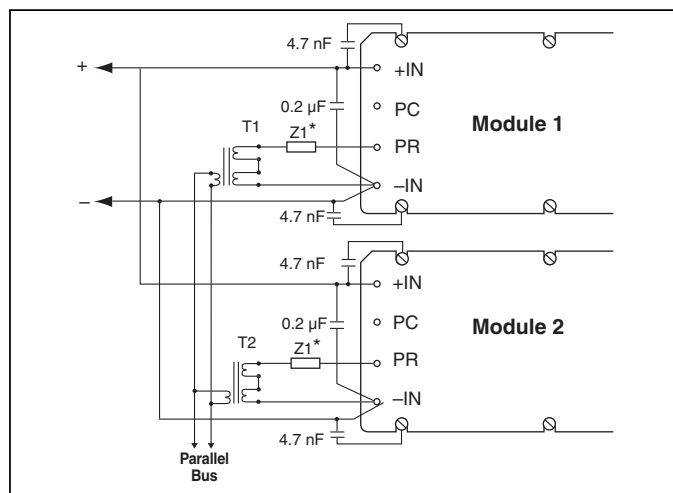 4.7 nF
+
+IN
0.2 µF
PC
T1
Z1*
Module 1
PR
–
–IN
4.7 nF
4.7 nF
+IN
0.2 µF
PC
T2
Z1*
Module 2
PR
–IN
4.7 nF
Parallel
Bus